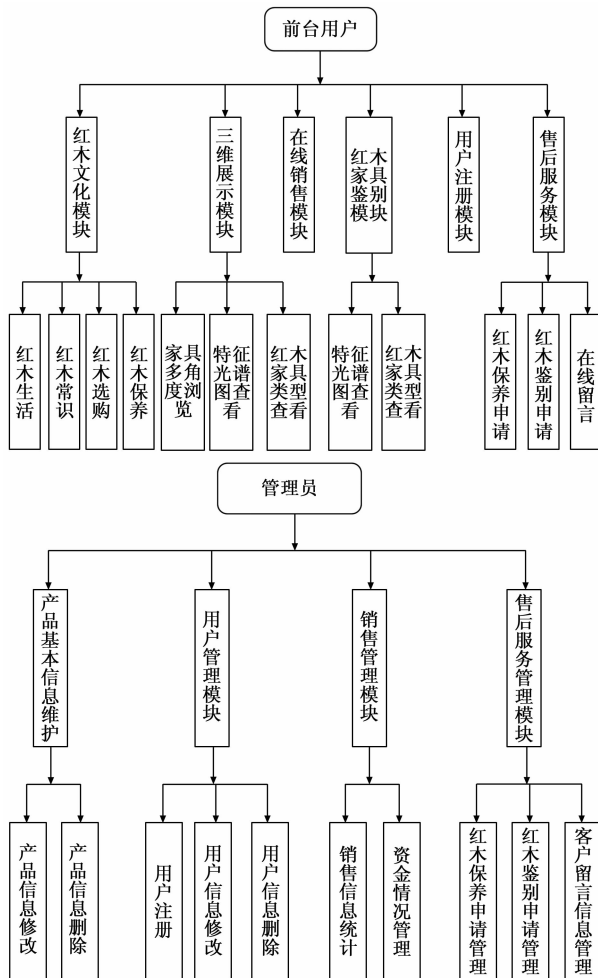 前台用户
红木文化模块
三维展示模块
在线销售模块
红木家具鉴别模块
用户注册模块
售后服务模块
红木生活
红木常识
红木选购
红木保养
家具多角度浏览
特征光谱图查看
红木家具类型查看
特征光谱图查看
红木家具类型查看
红木保养申请
红木鉴别申请
在线留言
管理员
产品基本信息维护
用户管理模块
销售管理模块
售后服务管理模块
产品信息修改
产品信息删除
用户注册
用户信息修改
用户信息删除
销售信息统计
资金情况管理
红木保养申请管理
红木鉴别申请管理
客户留言信息管理